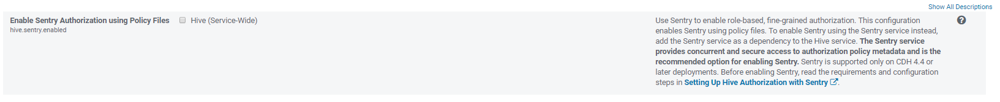 Show All Descriptions
Enable Sentry Authorization using Policy Files
hive.sentry.enabled
Hive (Service-Wide)
Use Sentry to enable role-based, fine-grained authorization. This configuration
enables Sentry using policy files. To enable Sentry using the Sentry service instead,
add the Sentry service as a dependency to the Hive service. The Sentry service
provides concurrent and secure access to authorization policy metadata and is the
recommended option for enabling Sentry. Sentry is supported only on CDH 4.4 or
later deployments. Before enabling Sentry, read the requirements and configuration
steps in Setting Up Hive Authorization with Sentry.
?